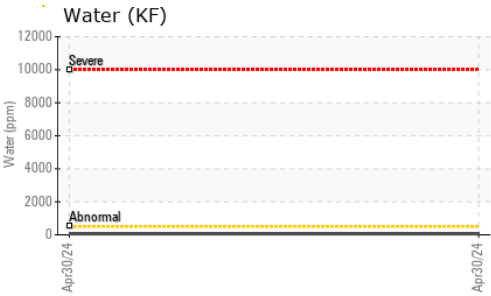 Water (KF)
12000
10000
8000
6000
4000
2000
0
Water (ppm)
Severe
Abnormal
Apr30/24
Apr30/24